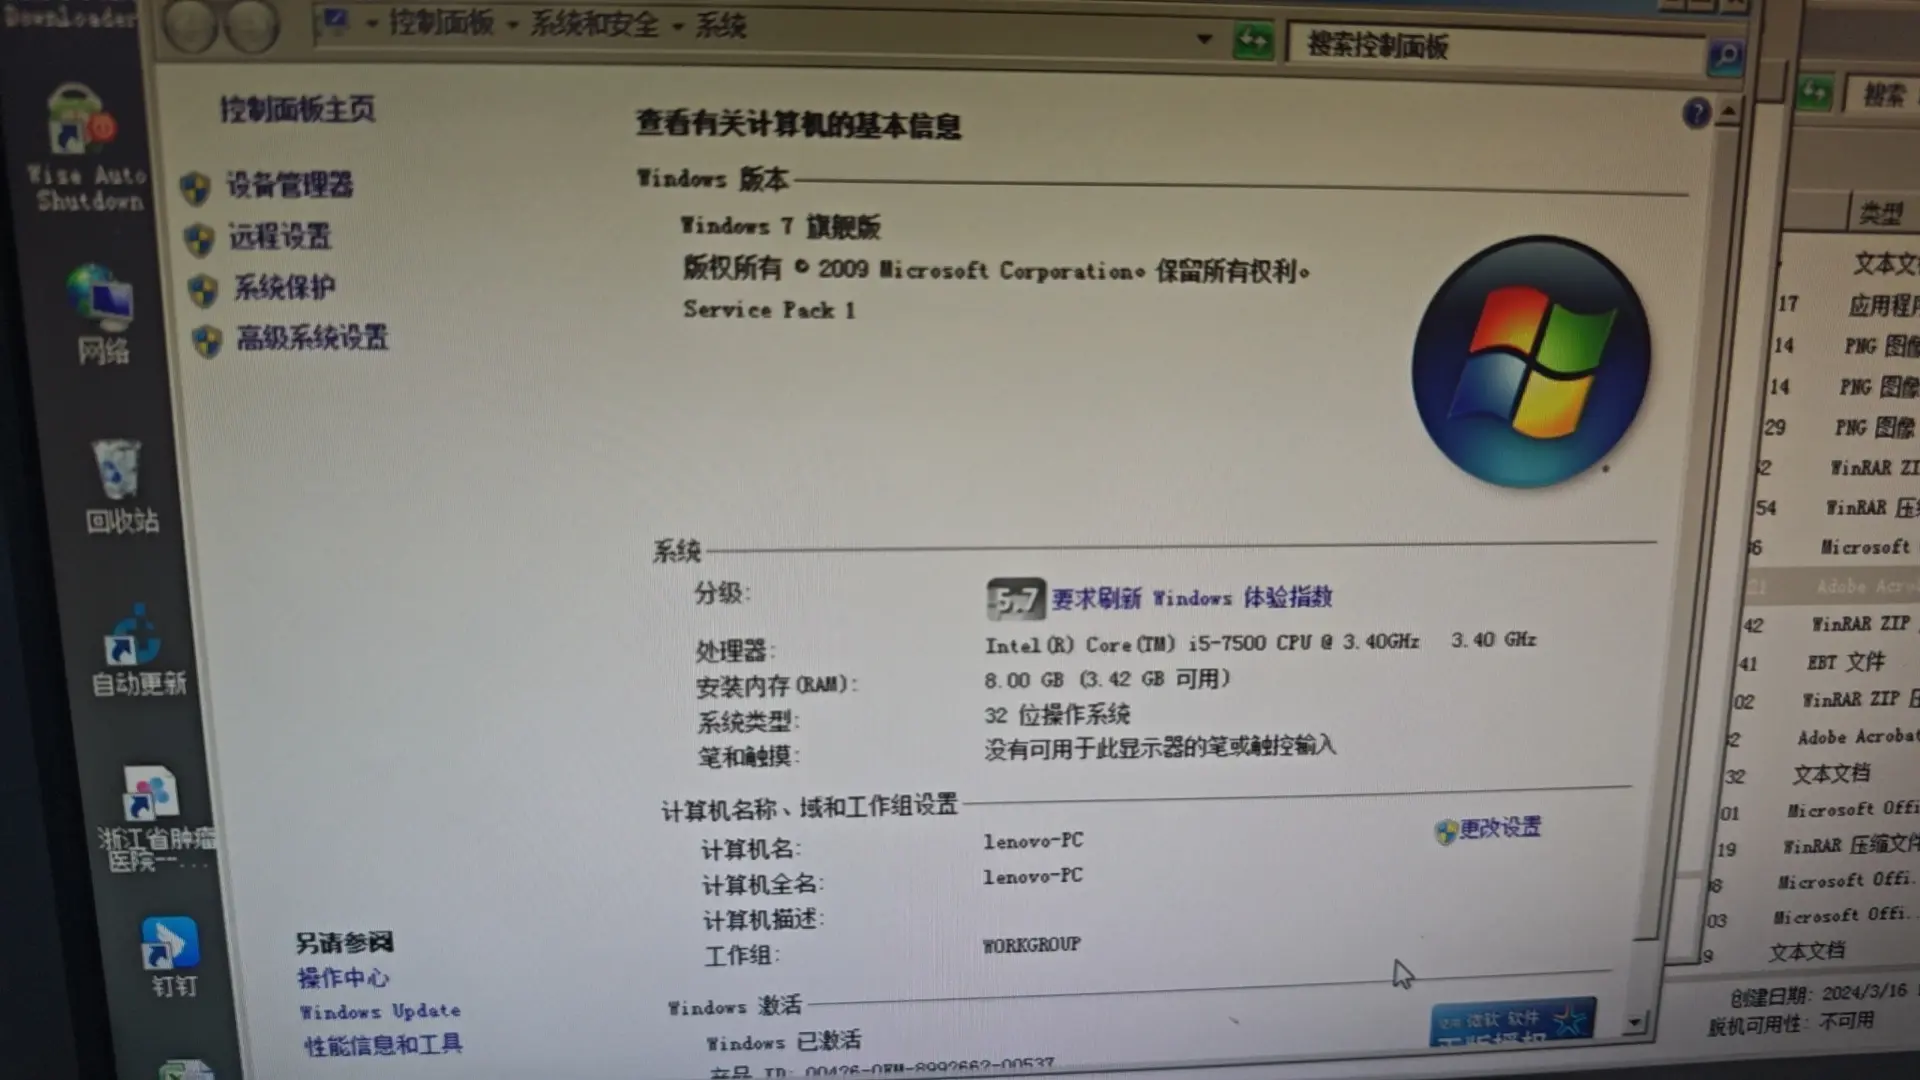 Downloader
控制面板 系统和安全 系统
搜索控制面板
搜索
控制面板主页
设备管理器
远程设置
系统保护
高级系统设置
查看有关计算机的基本信息
Windows 版本
Windows 7 旗舰版
版权所有 © 2009 Microsoft Corporation。保留所有权利。
Service Pack 1
系统
分级:
5.7 要求刷新 Windows 体验指数
处理器:
Intel(R) Core(TM) i5-7500 CPU @ 3.40GHz 3.40 GHz
安装内存(RAM):
8.00 GB (3.42 GB 可用)
系统类型:
32 位操作系统
笔和触摸:
没有可用于此显示器的笔或触控输入
计算机名称、域和工作组设置
计算机名:
lenovo-PC
更改设置
计算机全名:
lenovo-PC
计算机描述:
工作组:
WORKGROUP
Windows 激活
Windows 已激活
产品 ID: 00426-OEM-8992662-00537
微软 软件
另请参阅
操作中心
Windows Update
性能信息和工具
Wise Auto
Shutdown
网络
回收站
自动更新
浙江省肿瘤
医院--...
钉钉
类型
文本文
17 应用程序
14 PNG 图像
14 PNG 图像
29 PNG 图像
WinRAR ZI
54 WinRAR 压缩
Microsoft
21 Adobe Acro
42 WinRAR ZIP
41 EBT 文件
02 WinRAR ZIP 压
Adobe Acrobat
32 文本文档
01 Microsoft Offi
19 WinRAR 压缩文件
Microsoft Offi.
03 Microsoft Offi..
文本文档
创建日期: 2024/3/16
脱机可用性: 不可用